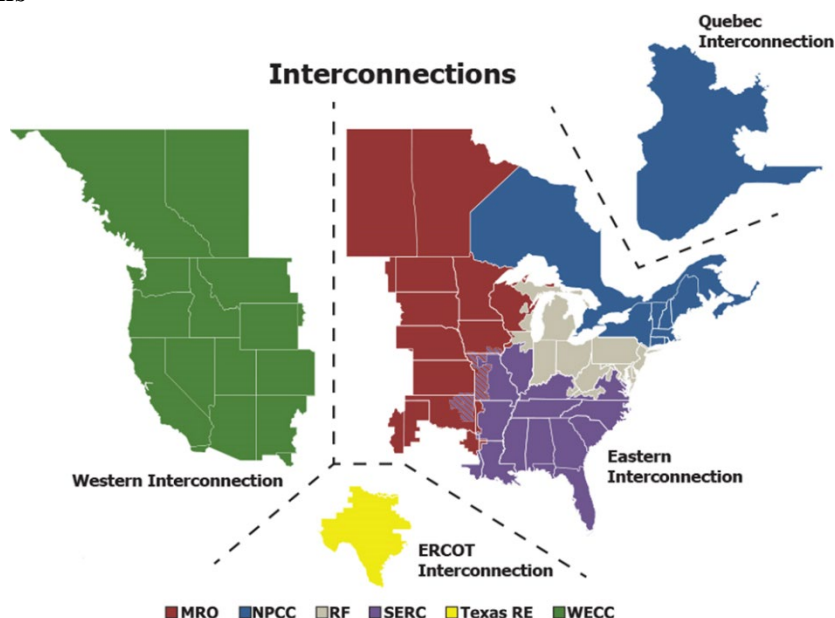 Quebec
Interconnection
Interconnections
Western Interconnection
Eastern
Interconnection
ERCOT
Interconnection
MRO NPCC RF SERC Texas RE WECC